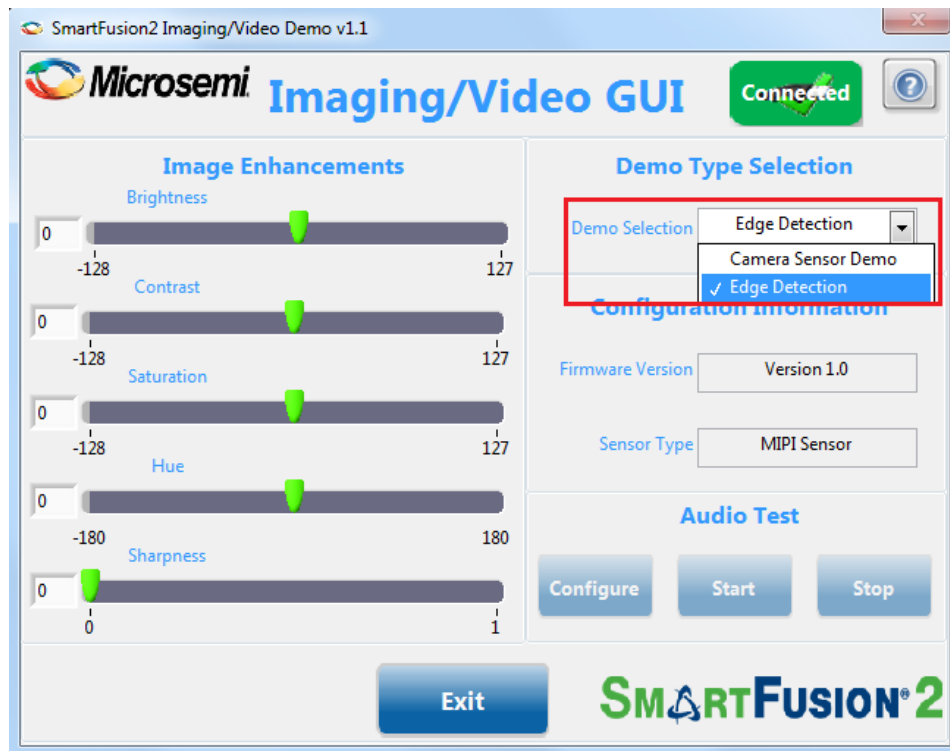 SmartFusion2 Imaging/Video Demo v1.1
Microsemi.
Imaging/Video GUI
Connected
Image Enhancements
Brightness
0
-128 127
Contrast
0
-128 127
Saturation
0
-128 127
Hue
0
-180 180
Sharpness
0
0 1
Demo Type Selection
Demo Selection Edge Detection
Camera Sensor Demo
✓ Edge Detection
Configuration Information
Firmware Version Version 1.0
Sensor Type MIPI Sensor
Audio Test
Configure Start Stop
Exit
SMARTFUSION®2